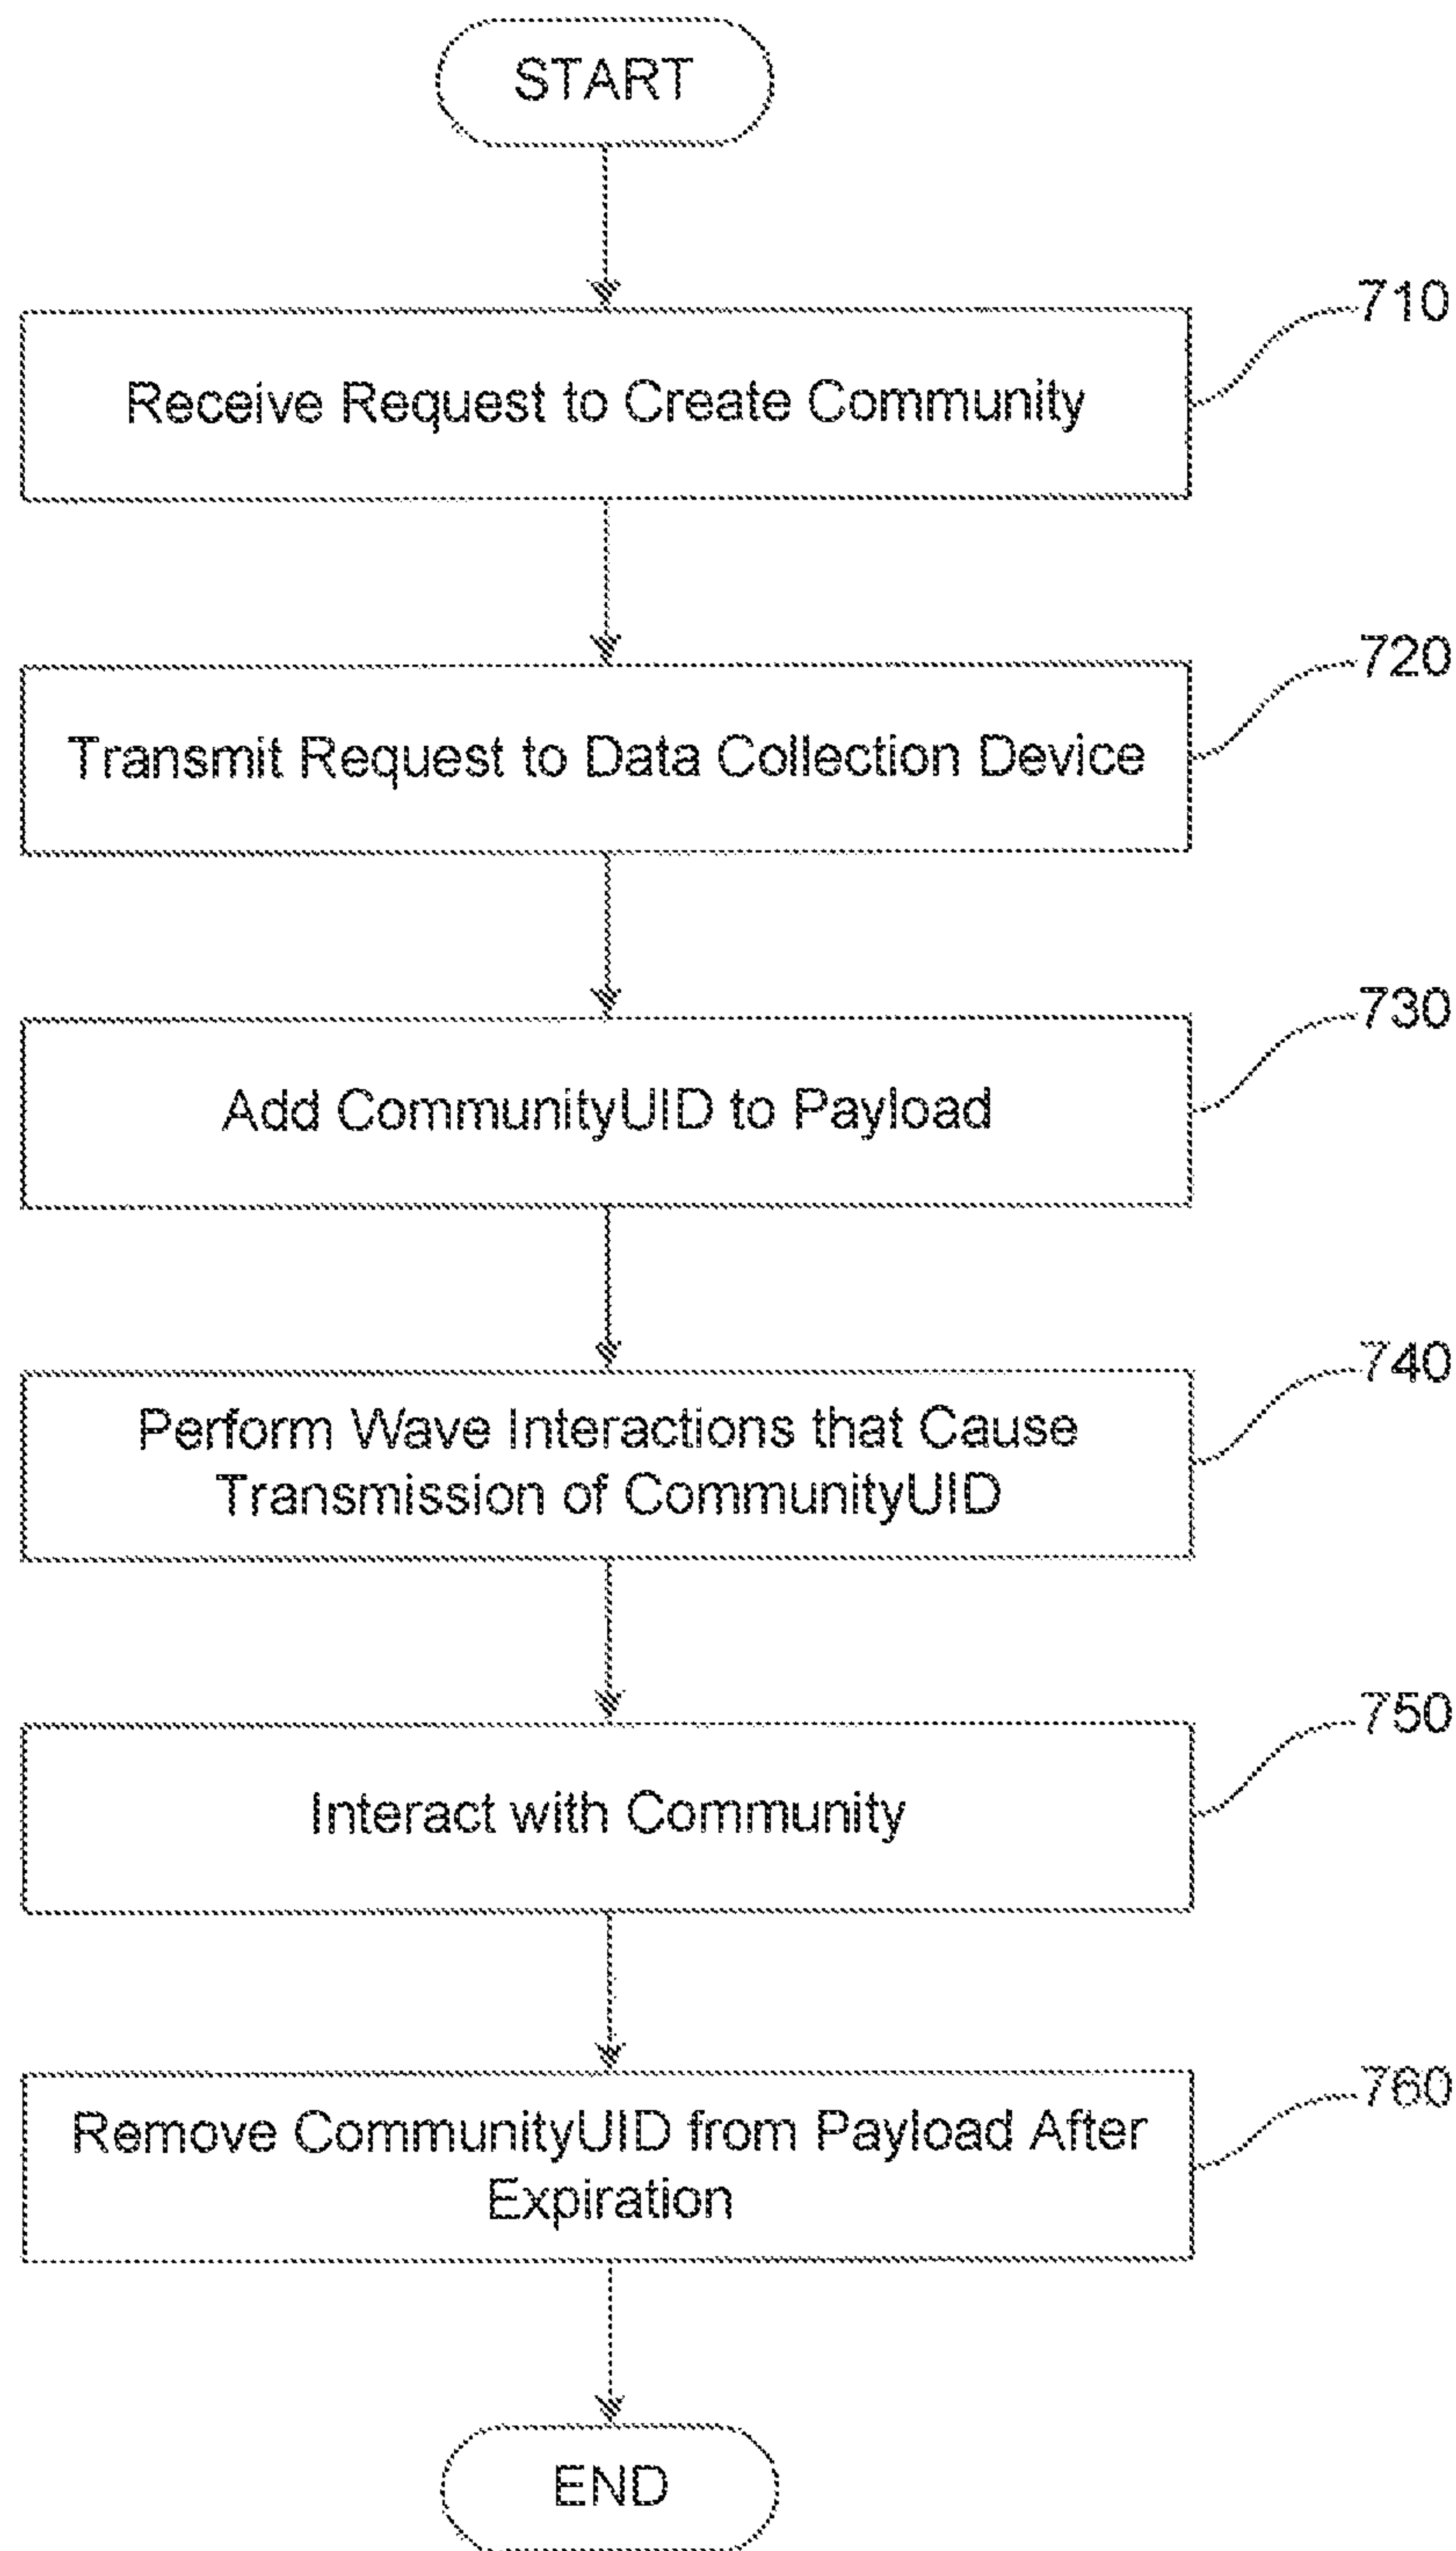 START
710
Receive Request to Create Community
720
Transmit Request to Data Collection Device
730
Add CommunityUID to Payload
740
Perform Wave Interactions that Cause
Transmission of CommunityUID
750
Interact with Community
760
Remove CommunityUID from Payload After
Expiration
END